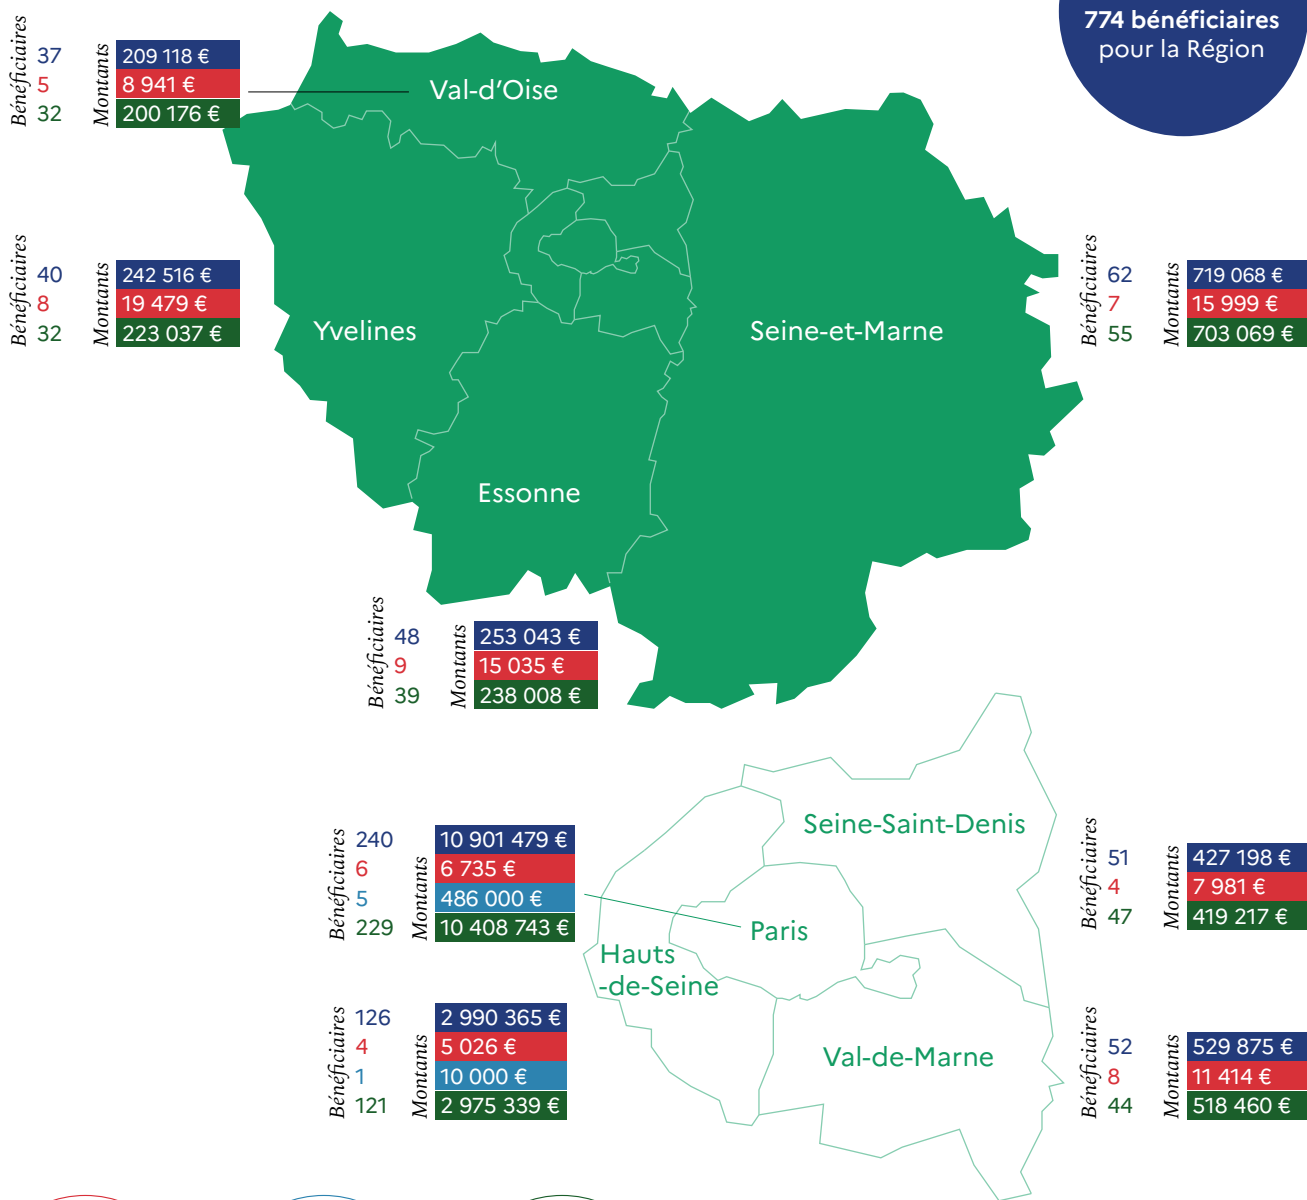 774 bénéficiaires
pour la Région
Bénéficiaires
37
5
32
Montants
209 118 €
8 941 €
200 176 €
Val-d'Oise
Bénéficiaires
40
8
32
Montants
242 516 €
19 479 €
223 037 €
Yvelines
Seine-et-Marne
Bénéficiaires
62
7
55
Montants
719 068 €
15 999 €
703 069 €
Essonne
Bénéficiaires
48
9
39
Montants
253 043 €
15 035 €
238 008 €
Seine-Saint-Denis
Bénéficiaires
240
6
5
229
Montants
10 901 479 €
6 735 €
486 000 €
10 408 743 €
Paris
Bénéficiaires
51
4
47
Montants
427 198 €
7 981 €
419 217 €
Hauts
-de-Seine
Bénéficiaires
126
4
1
121
Montants
2 990 365 €
5 026 €
10 000 €
2 975 339 €
Val-de-Marne
Bénéficiaires
52
8
44
Montants
529 875 €
11 414 €
518 460 €